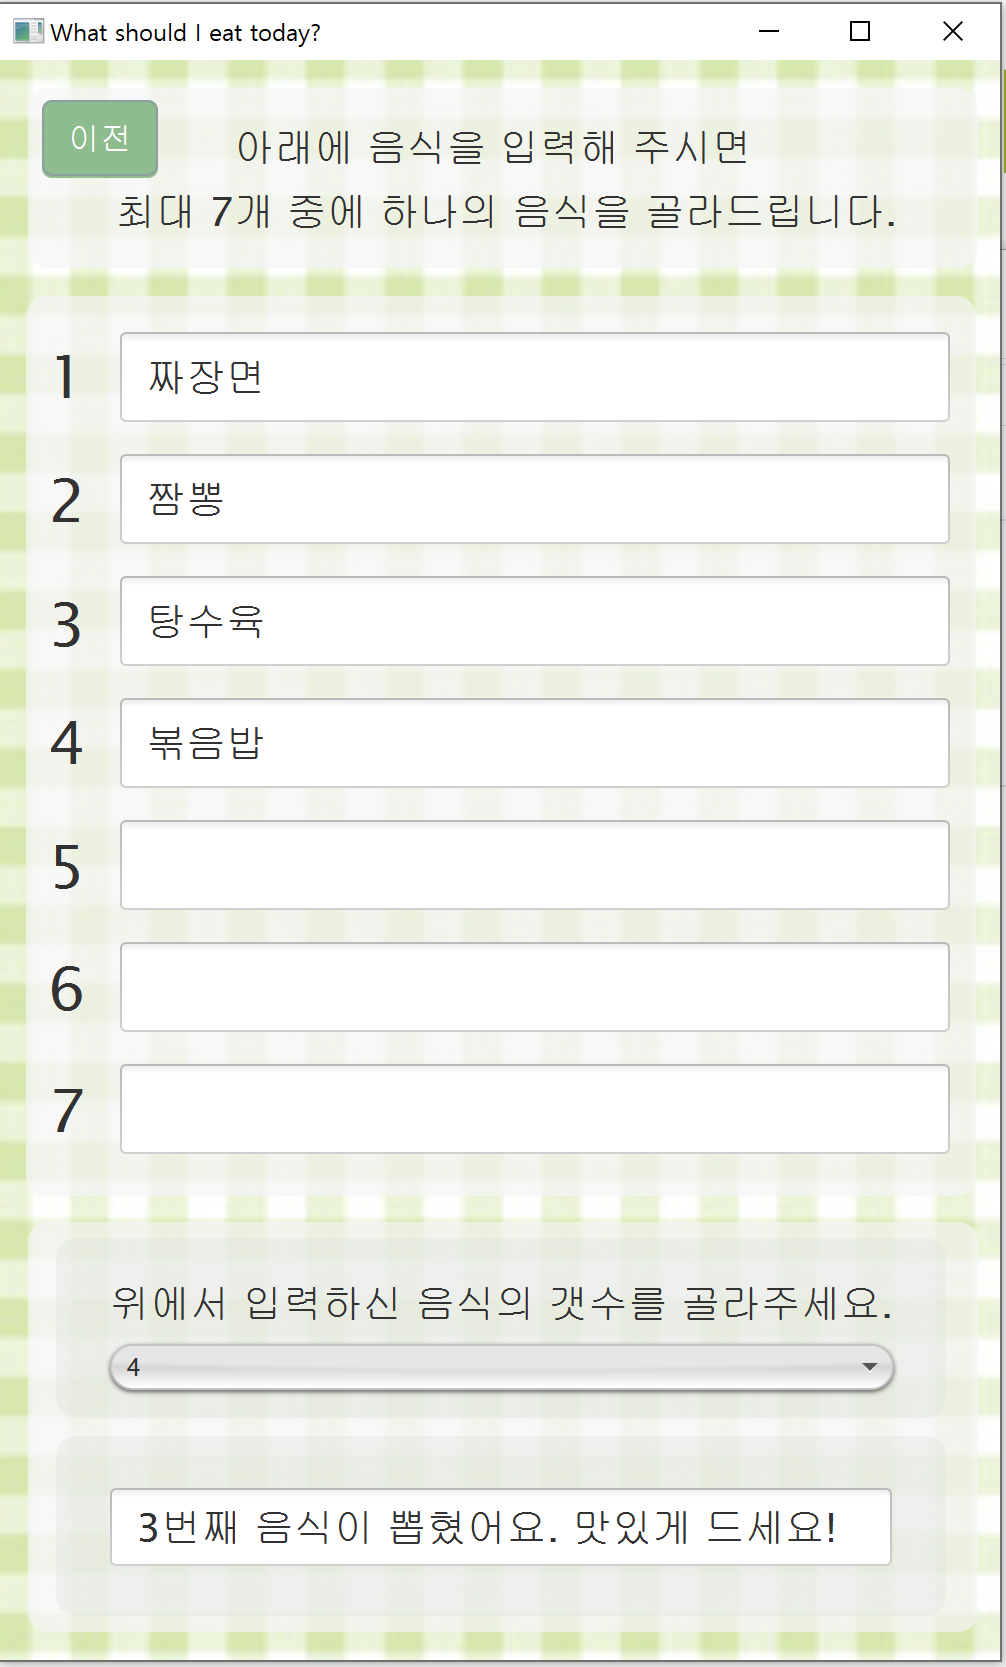 What should I eat today?
이전
아래에 음식을 입력해 주시면
최대 7개 중에 하나의 음식을 골라드립니다.
1 짜장면
2 짬뽕
3 탕수육
4 볶음밥
5
6
7
위에서 입력하신 음식의 갯수를 골라주세요.
4
3번째 음식이 뽑혔어요. 맛있게 드세요!